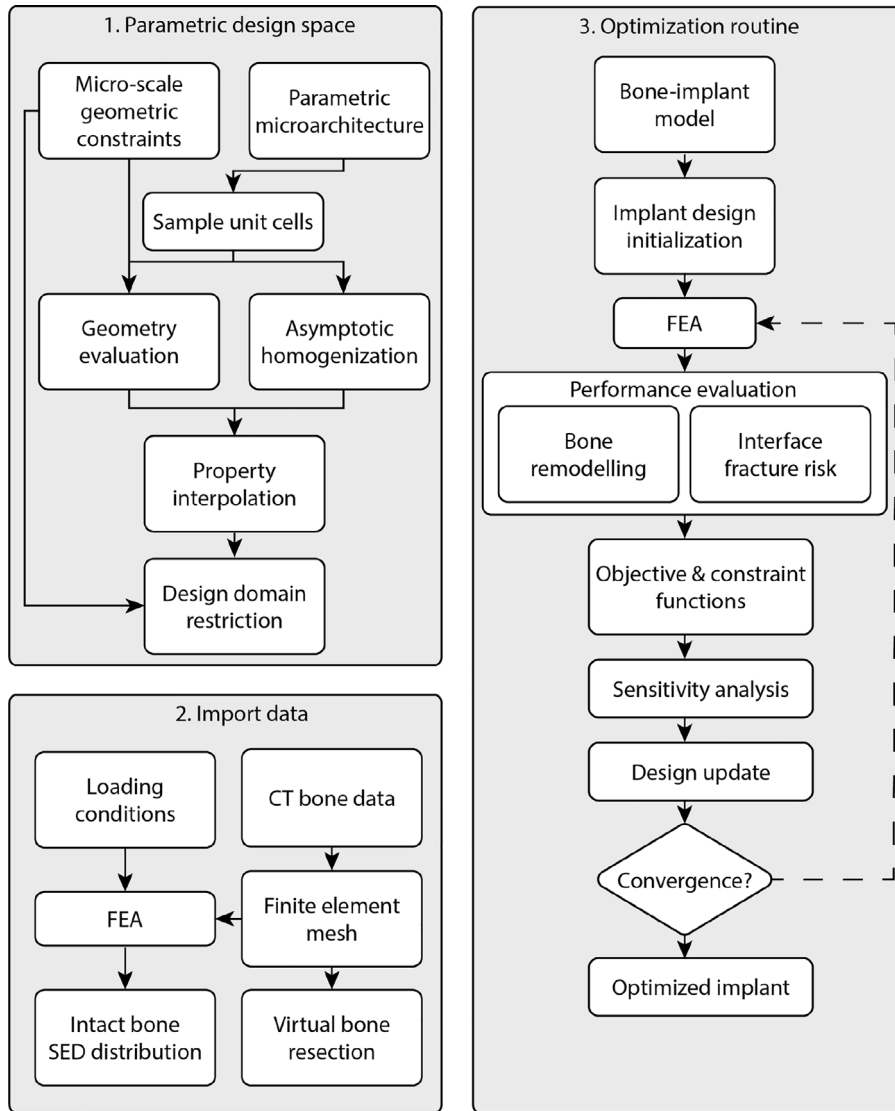 1. Parametric design space
Micro-scale
geometric
constraints
Parametric
microarchitecture
Sample unit cells
Geometry
evaluation
Asymptotic
homogenization
Property
interpolation
Design domain
restriction
2. Import data
Loading
conditions
CT bone data
FEA
Finite element
mesh
Intact bone
SED distribution
Virtual bone
resection
3. Optimization routine
Bone-implant
model
Implant design
initialization
FEA
Performance evaluation
Bone
remodelling
Interface
fracture risk
Objective & constraint
functions
Sensitivity analysis
Design update
Convergence?
Optimized implant